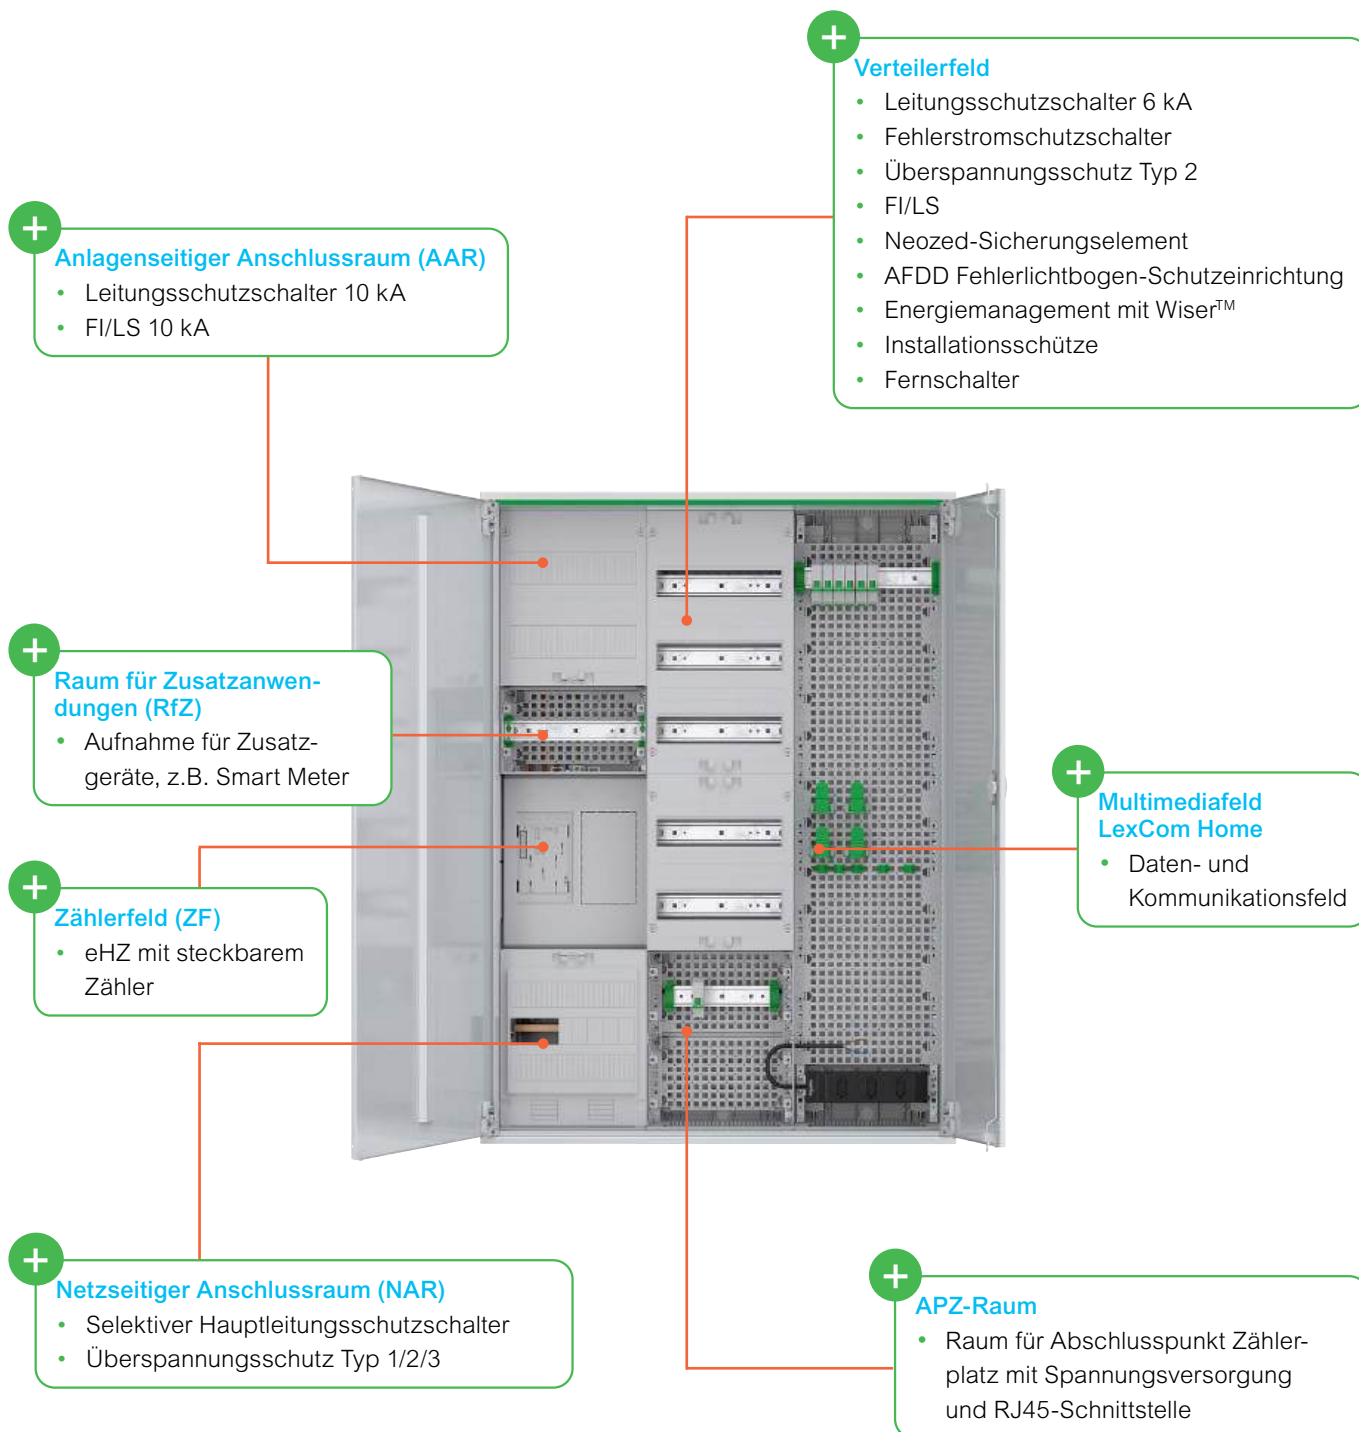 Verteilerfeld
• Leitungsschutzschalter 6 kA
• Fehlerstromschutzschalter
• Überspannungsschutz Typ 2
• FI/LS
• Neozed-Sicherungselement
• AFDD Fehlerlichtbogen-Schutzeinrichtung
• Energiemanagement mit Wiser™
• Installationsschütze
• Fernschalter
Anlagenseitiger Anschlussraum (AAR)
• Leitungsschutzschalter 10 kA
• FI/LS 10 kA
Raum für Zusatzanwen-
dungen (RfZ)
• Aufnahme für Zusatz-
geräte, z.B. Smart Meter
Multimediafeld
LexCom Home
• Daten- und
Kommunikationsfeld
Zählerfeld (ZF)
• eHZ mit steckbarem
Zähler
Netzseitiger Anschlussraum (NAR)
• Selektiver Hauptleitungsschutzschalter
• Überspannungsschutz Typ 1/2/3
APZ-Raum
• Raum für Abschlusspunkt Zähler-
platz mit Spannungsversorgung
und RJ45-Schnittstelle